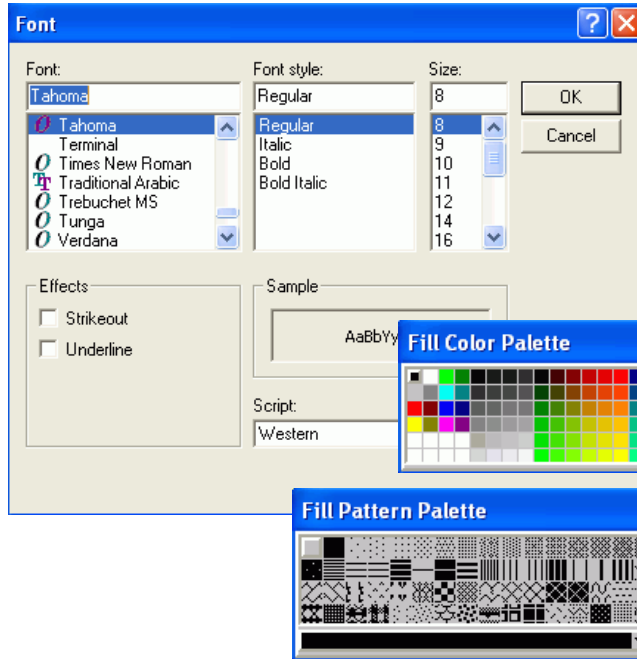 Font
Font: Font style: Size:
Tahoma Regular 8 OK
Tahoma Regular 8
Terminal Italic 9 Cancel
Times New Roman Bold 10
Traditional Arabic Bold Italic 11
Trebuchet MS 12
Tunga 14
Verdana 16
Effects Sample
Strikeout
AaBbYy
Underline
Fill Color Palette
Script:
Western
Fill Pattern Palette